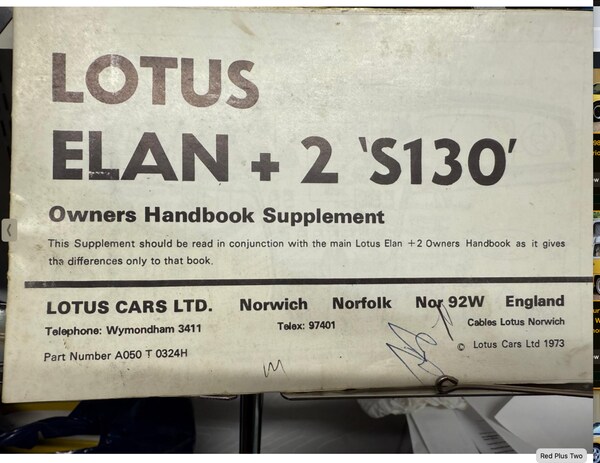 LOTUS
ELAN + 2 'S130'
Owners Handbook Supplement
This Supplement should be read in conjunction with the main Lotus Elan +2 Owners Handbook as it gives
tha differences only to that book.
LOTUS CARS LTD. Norwich Norfolk Nor 92W England
Telephone: Wymondham 3411 Telex: 97401 Cables Lotus Norwich
Part Number A050 T 0324H © Lotus Cars Ltd 1973
Red Plus Two